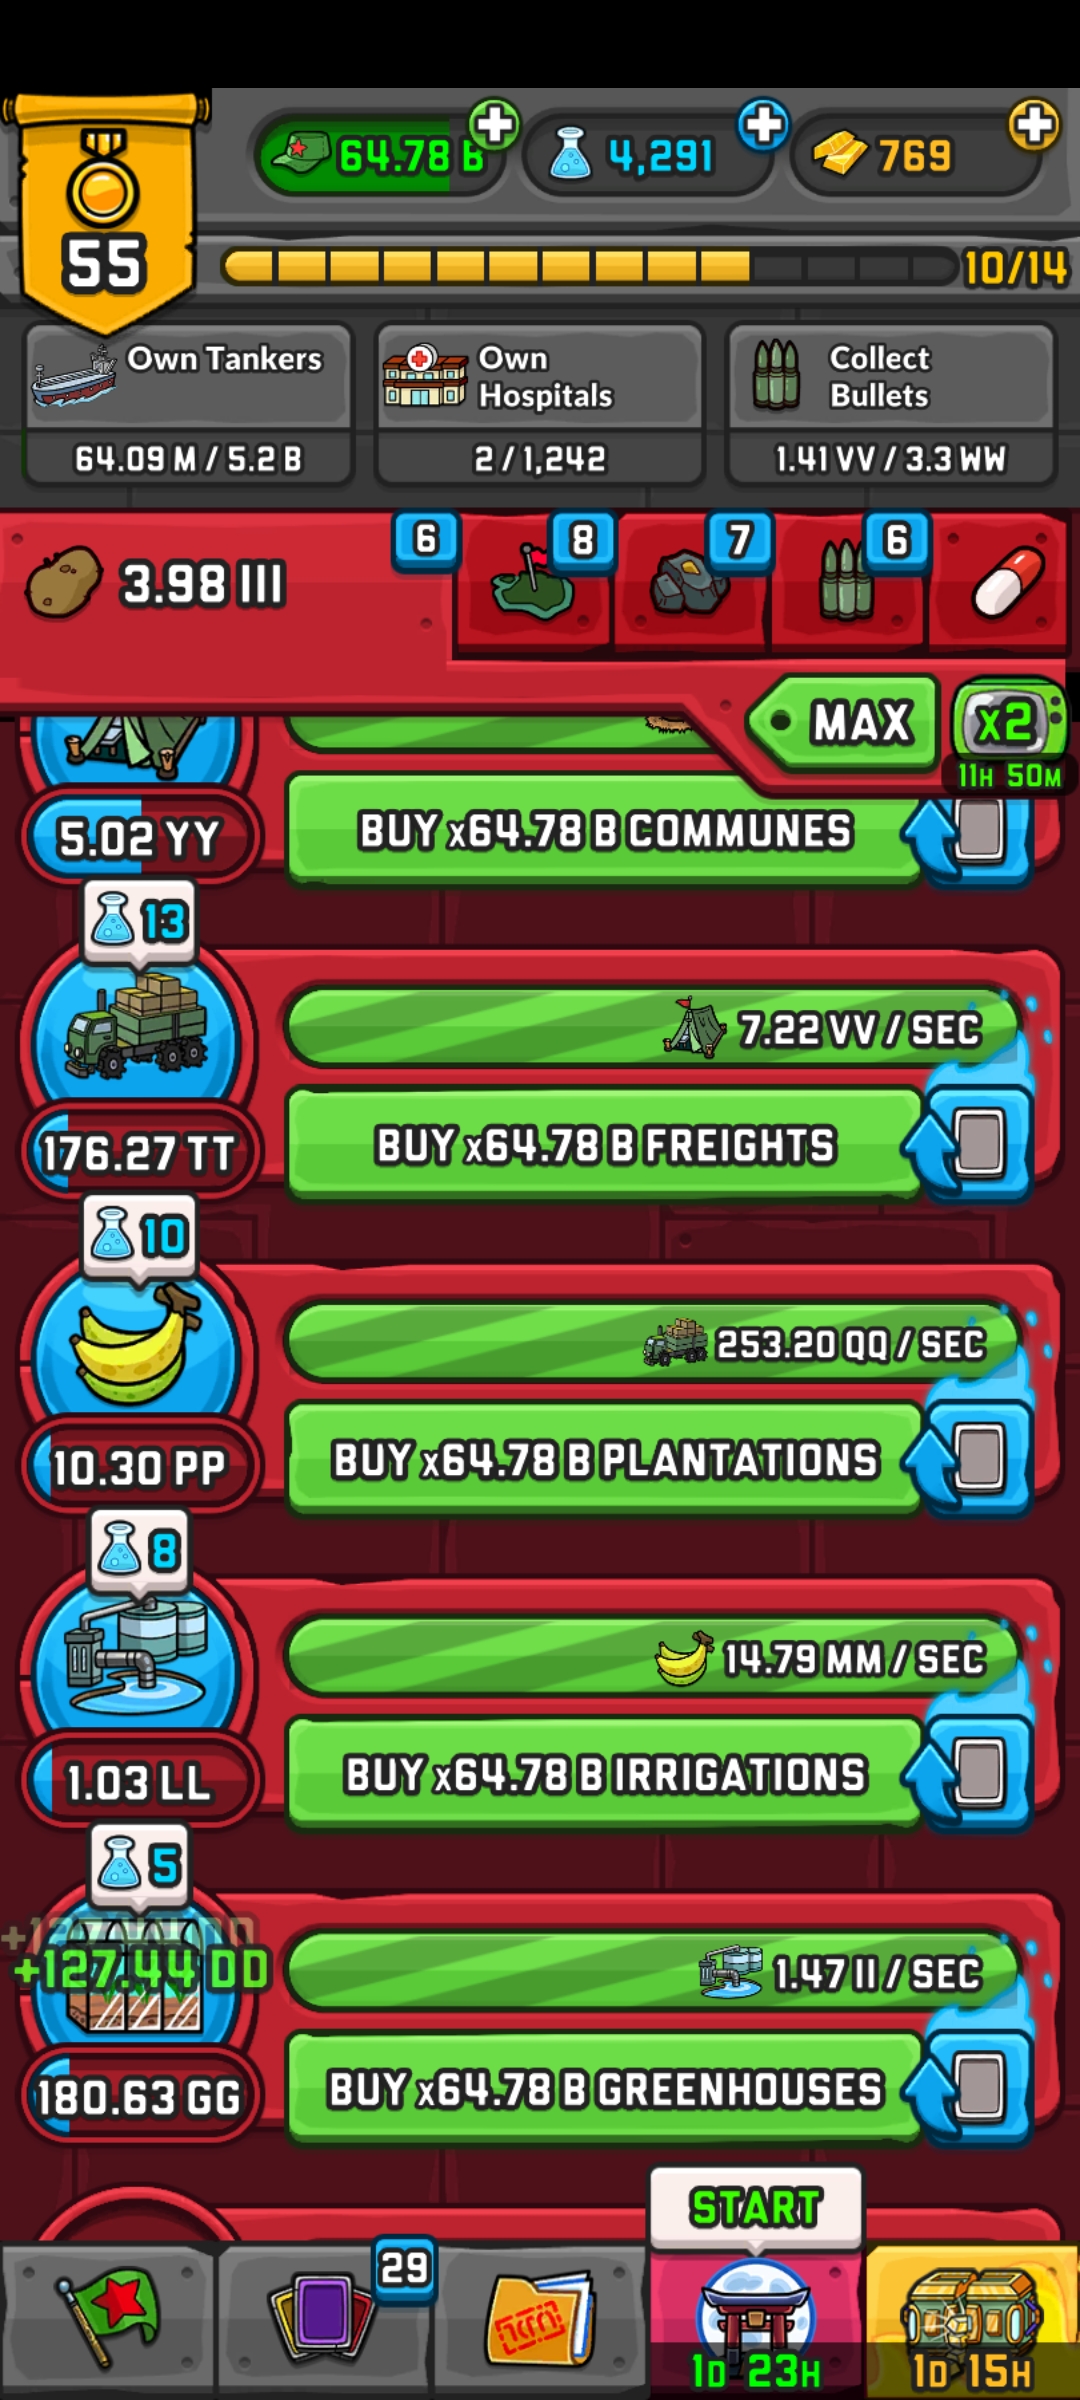 64.78 B
4,291
769
55
10/14
Own Tankers
64.09 M / 5.2 B
Own
Hospitals
2 / 1,242
Collect
Bullets
1.41 VV / 3.3 WW
3.98 III
6
8
7
6
MAX
x2
11H 50M
5.02 YY
BUY x64.78 B COMMUNES
13
7.22 VV / SEC
176.27 TT
BUY x64.78 B FREIGHTS
10
253.20 QQ / SEC
10.30 PP
BUY x64.78 B PLANTATIONS
8
14.79 MM / SEC
1.03 LL
BUY x64.78 B IRRIGATIONS
5
+127.44 DD
1.47 II / SEC
180.63 GG
BUY x64.78 B GREENHOUSES
START
29
1D 23H
1D 15H